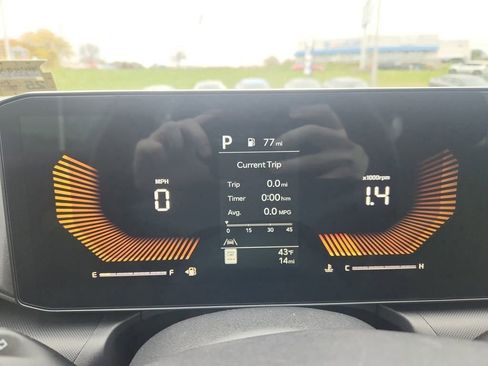 P 77 mi
Current Trip
MPH
0
Trip 0.0 mi
Timer 0:00 h:m
Avg. 0.0 MPG
0 15 30 45
43°F
14 mi
x1000rpm
1.4
E F
C H